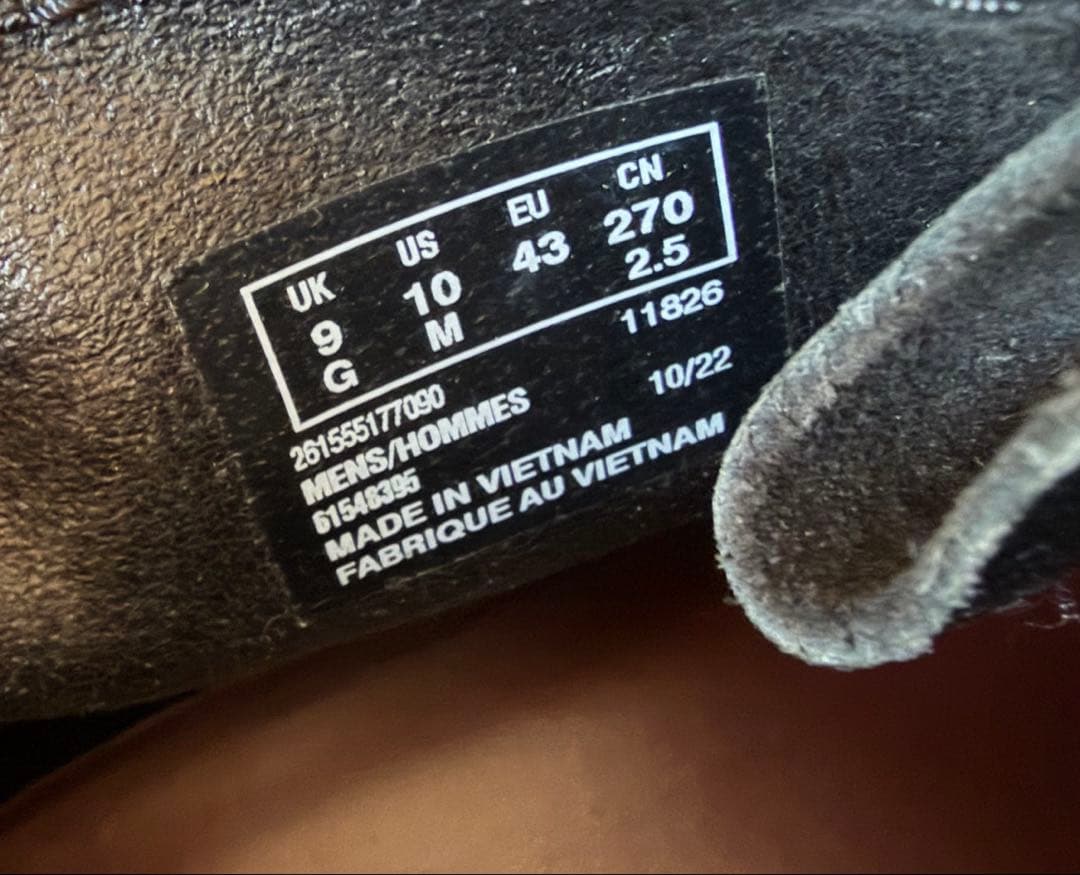 UK US EU CN
9 10 43 270
G M 2.5
261555177090 11826
MENS/HOMMES 10/22
61548395
MADE IN VIETNAM
FABRIQUE AU VIETNAM